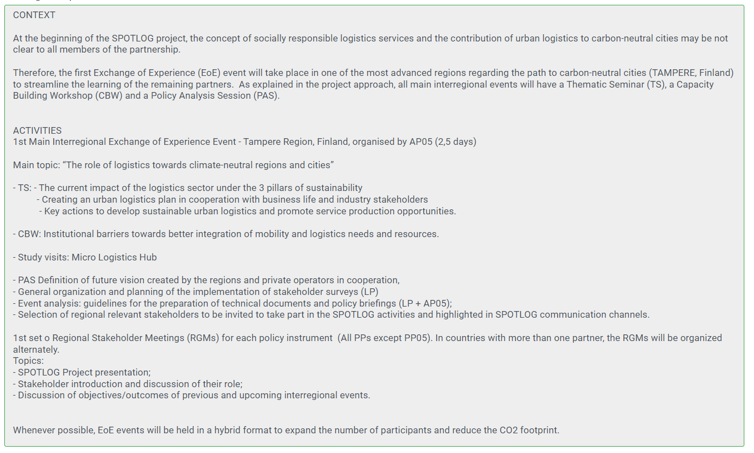 CONTEXT
At the beginning of the SPOTLOG project, the concept of socially responsible logistics services and the contribution of urban logistics to carbon-neutral cities may be not
clear to all members of the partnership.
Therefore, the first Exchange of Experience (EoE) event will take place in one of the most advanced regions regarding the path to carbon-neutral cities (TAMPERE, Finland)
to streamline the learning of the remaining partners.  As explained in the project approach, all main interregional events will have a Thematic Seminar (TS), a Capacity
Building Workshop (CBW) and a Policy Analysis Session (PAS).
ACTIVITIES
1st Main Interregional Exchange of Experience Event - Tampere Region, Finland, organised by AP05 (2,5 days)
Main topic: “The role of logistics towards climate-neutral regions and cities”
- TS: - The current impact of the logistics sector under the 3 pillars of sustainability
- Creating an urban logistics plan in cooperation with business life and industry stakeholders
- Key actions to develop sustainable urban logistics and promote service production opportunities.
- CBW: Institutional barriers towards better integration of mobility and logistics needs and resources.
- Study visits: Micro Logistics Hub
- PAS Definition of future vision created by the regions and private operators in cooperation,
- General organization and planning of the implementation of stakeholder surveys (LP)
- Event analysis: guidelines for the preparation of technical documents and policy briefings (LP + AP05);
- Selection of regional relevant stakeholders to be invited to take part in the SPOTLOG activities and highlighted in SPOTLOG communication channels.
1st set o Regional Stakeholder Meetings (RGMs) for each policy instrument  (All PPs except PP05). In countries with more than one partner, the RGMs will be organized
alternately.
Topics:
- SPOTLOG Project presentation;
- Stakeholder introduction and discussion of their role;
- Discussion of objectives/outcomes of previous and upcoming interregional events.
Whenever possible, EoE events will be held in a hybrid format to expand the number of participants and reduce the CO2 footprint.